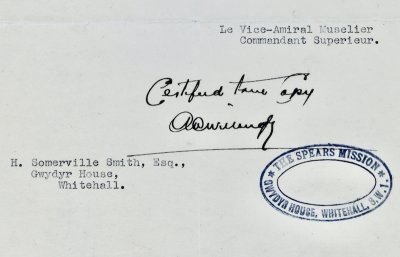 Le Vice-Amiral Muselier
Commandant Superieur.
Certified true copy
H. Somerville Smith, Esq.,
Gwydyr House,
Whitehall.
THE SPEARS MISSION
GWYDYR HOUSE, WHITEHALL, S.W.1.